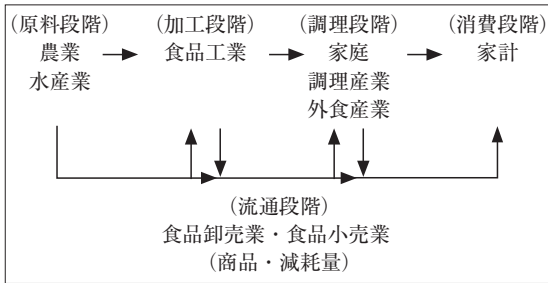 (原料段階) (加工段階) (調理段階) (消費段階)
農業 食品工業 家庭 家計
水産業 調理産業
外食産業
(流通段階)
食品卸売業・食品小売業
(商品・減耗量)